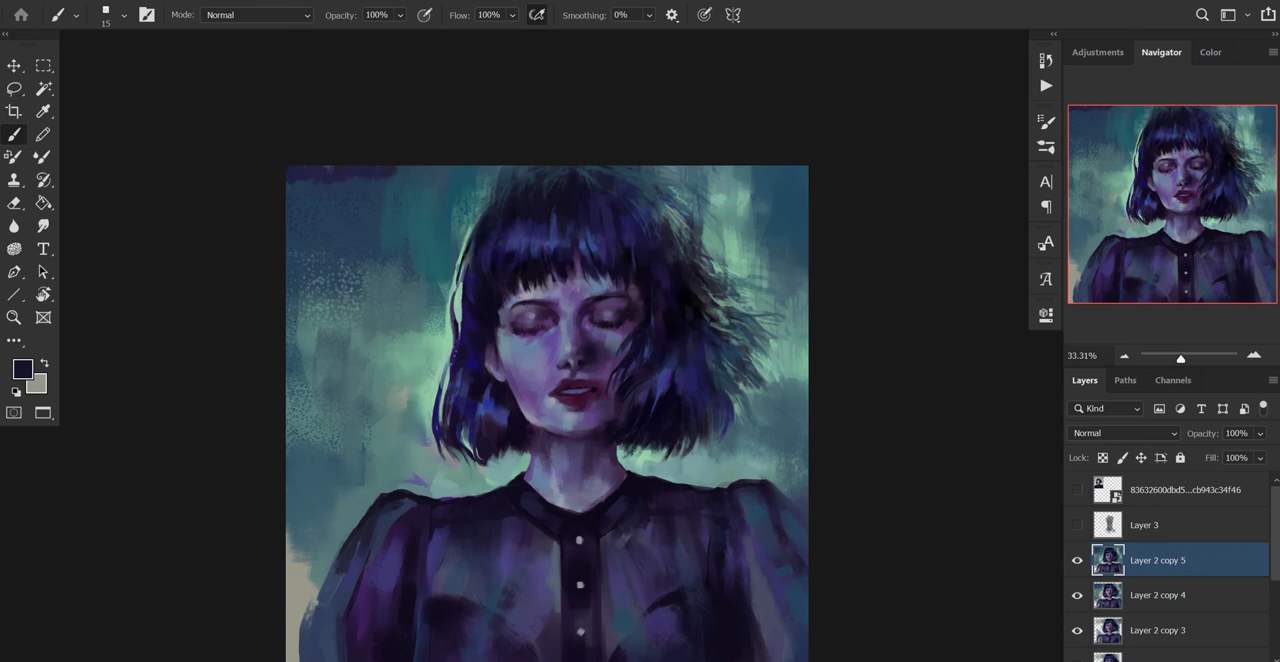 15
Mode: Normal
Opacity: 100%
Flow: 100%
Smoothing: 0%
Adjustments Navigator Color
33.31%
Layers Paths Channels
Kind
Normal Opacity: 100%
Lock: Fill: 100%
83632600dbd5...cb943c34f46
Layer 3
Layer 2 copy 5
Layer 2 copy 4
Layer 2 copy 3